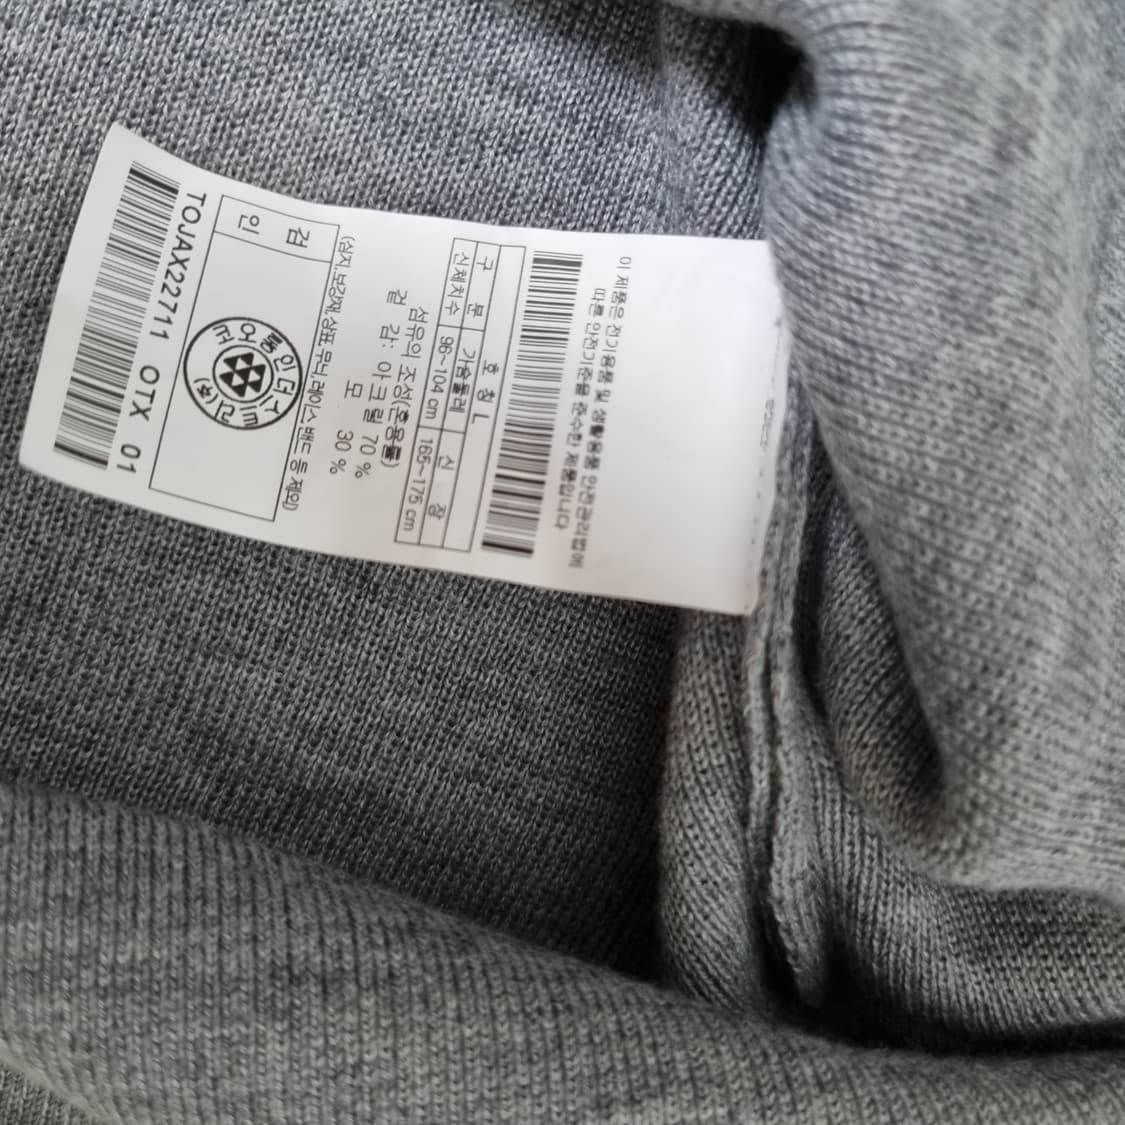 이 제품은 전기용품 및 생활용품 안전관리법에
따른 안전기준을 준수한 제품입니다
구 분 호 칭 L
신체치수 가슴둘레 신 장
96~104 cm 165~175 cm
섬유의 조성(혼용률)
겉 감: 아크릴 70 %
모 30 %
(심지,보강재,상표,무늬,레이스,밴드 등 제외)
검 인
코오롱인더스트리(주)
TOJAX22711 OTX 01